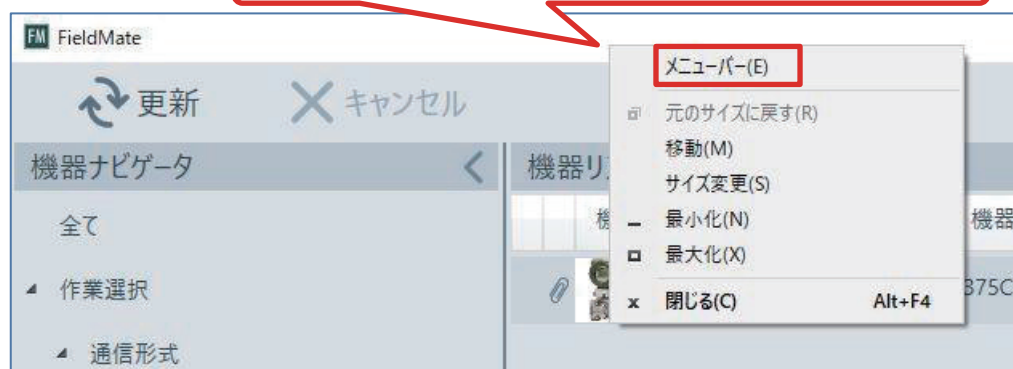 FM FieldMate
更新
キャンセル
機器ナビゲータ
全て
作業選択
通信形式
機器リ
機
機器
375C
メニューバー(E)
元のサイズに戻す(R)
移動(M)
サイズ変更(S)
最小化(N)
最大化(X)
閉じる(C) Alt+F4